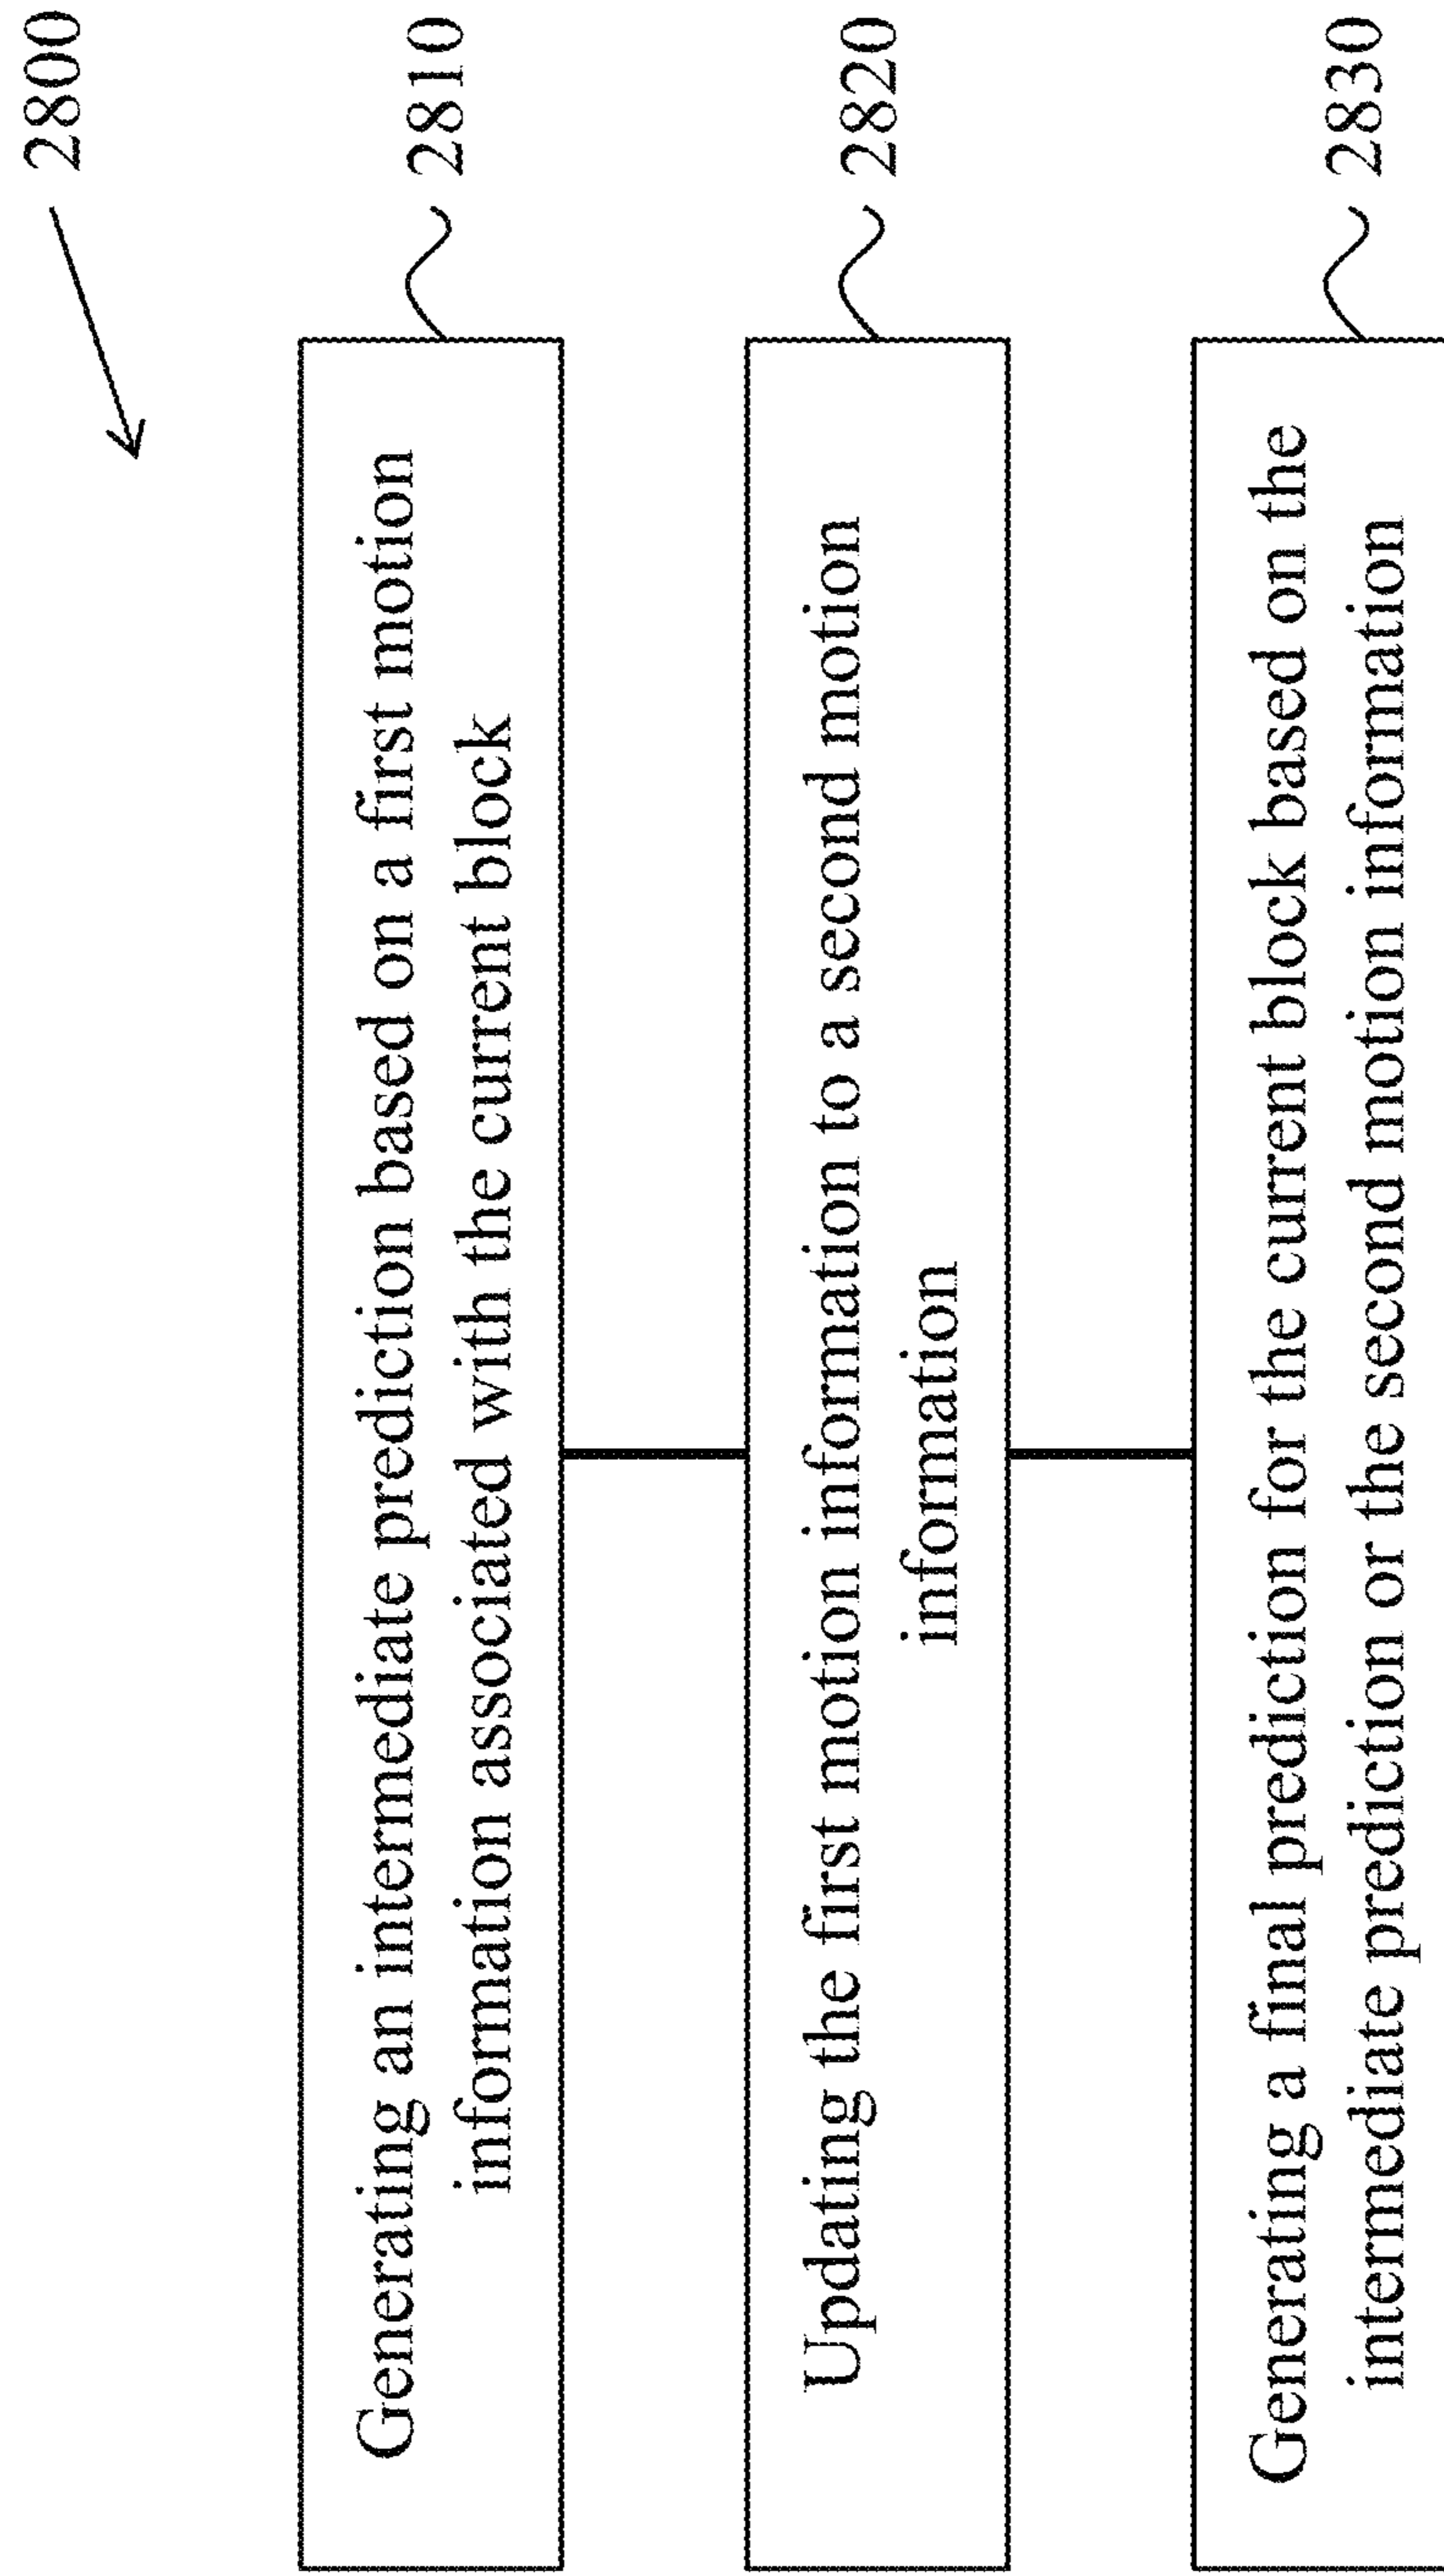 2800
Generating an intermediate prediction based on a first motion
information associated with the current block
2810
Updating the first motion information to a second motion
information
2820
Generating a final prediction for the current block based on the
intermediate prediction or the second motion information
2830